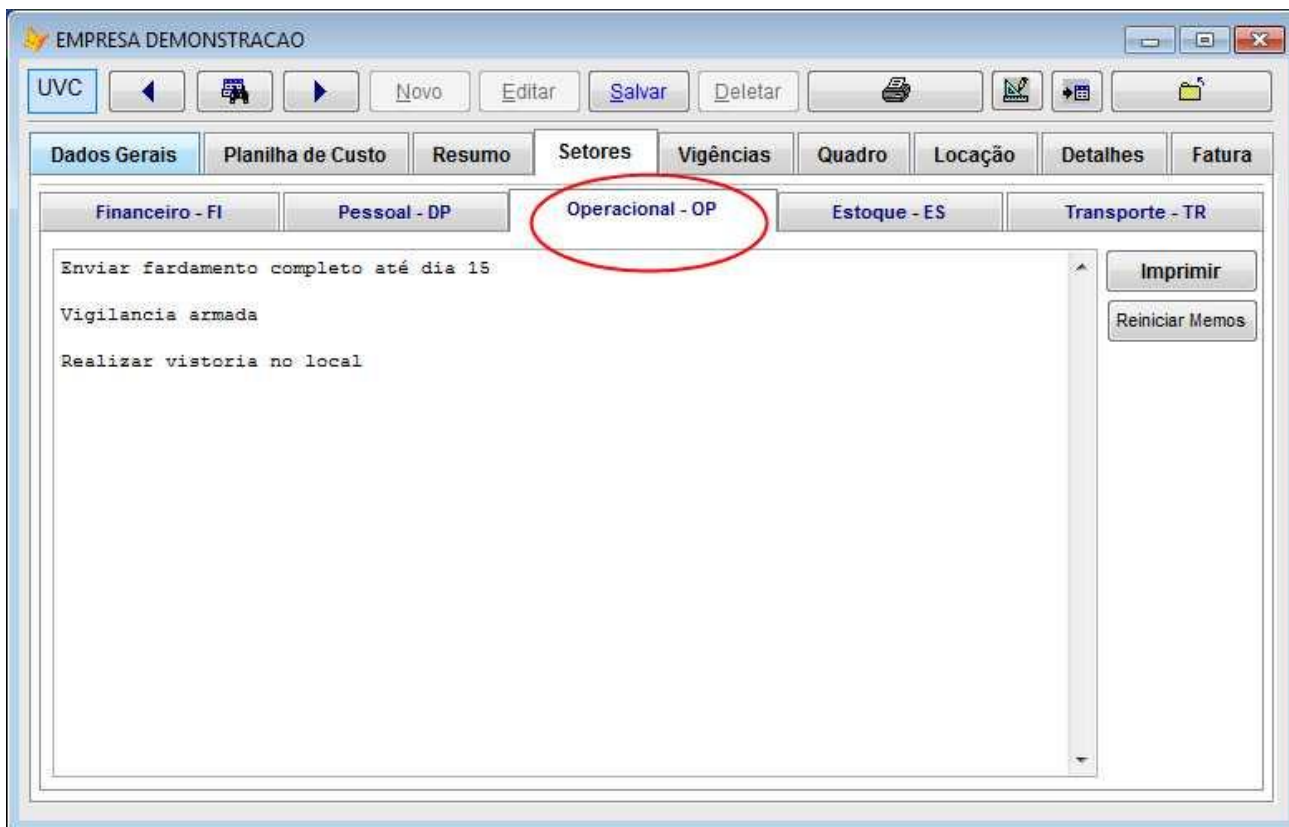 EMPRESA DEMONSTRACAO
UVC Novo Editar Salvar Deletar
Dados Gerais Planilha de Custo Resumo Setores Vigências Quadro Locação Detalhes Fatura
Financeiro - FI Pessoal - DP Operacional - OP Estoque - ES Transporte - TR
Enviar fardamento completo até dia 15
Imprimir
Vigilancia armada
Reiniciar Memos
Realizar vistoria no local